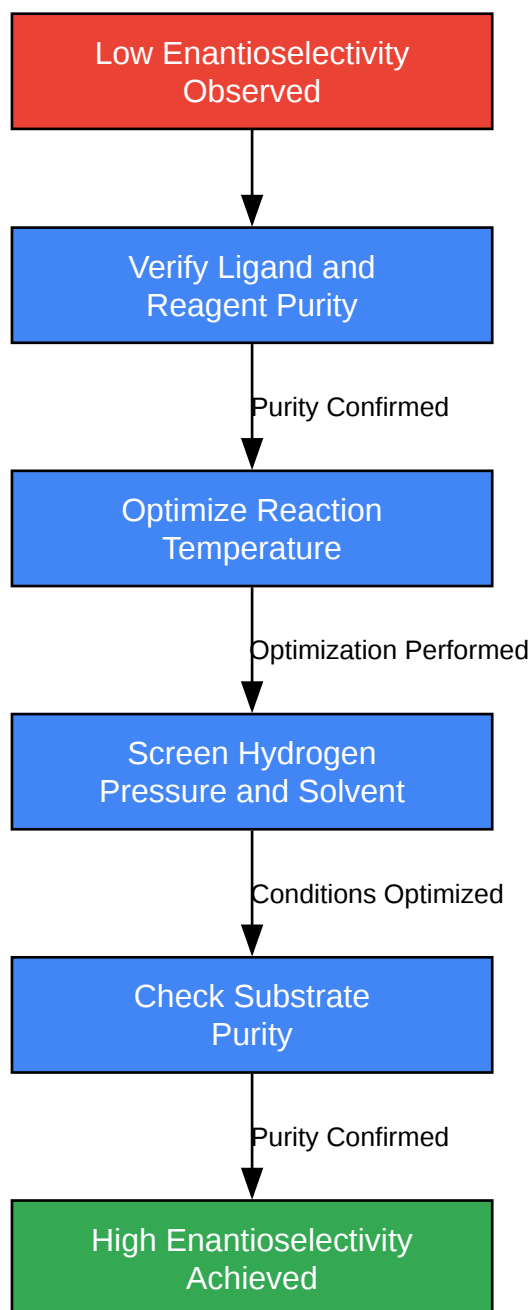 Low Enantioselectivity
Observed
Verify Ligand and
Reagent Purity
Purity Confirmed
Optimize Reaction
Temperature
Optimization Performed
Screen Hydrogen
Pressure and Solvent
Conditions Optimized
Check Substrate
Purity
Purity Confirmed
High Enantioselectivity
Achieved